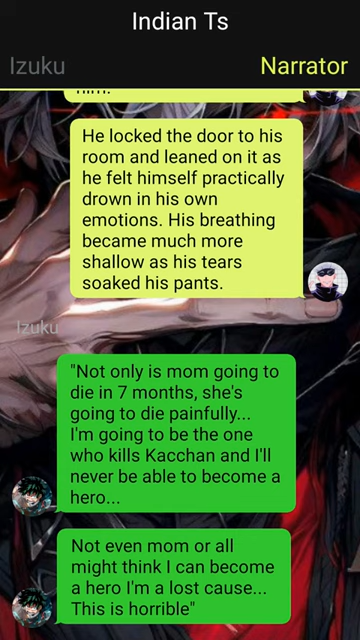 Indian Ts
Izuku
Narrator
him!
He locked the door to his
room and leaned on it as
he felt himself practically
drown in his own
emotions. His breathing
became much more
shallow as his tears
soaked his pants.
Izuku
"Not only is mom going to
die in 7 months, she's
going to die painfully...
I'm going to be the one
who kills Kacchan and I'll
never be able to become a
hero...
Not even mom or all
might think I can become
a hero I'm a lost cause...
This is horrible"